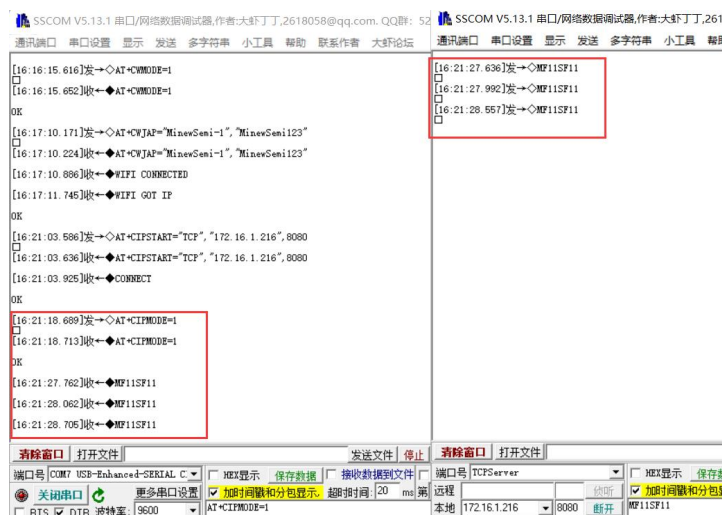 SSCOM V5.13.1 串口/网络数据调试器,作者:大虾丁丁,2618058@qq.com. QQ群: 52
通讯端口 串口设置 显示 发送 多字符串 小工具 帮助 联系作者 大虾论坛
[16:16:15.616]发→◇AT+CWMODE=1
□
[16:16:15.652]收←◆AT+CWMODE=1
OK
[16:17:10.171]发→◇AT+CWJAP="MinewSemi-1","MinewSemi123"
□
[16:17:10.224]收←◆AT+CWJAP="MinewSemi-1","MinewSemi123"
[16:17:10.886]收←◆WIFI CONNECTED
[16:17:11.745]收←◆WIFI GOT IP
OK
[16:21:03.586]发→◇AT+CIPSTART="TCP","172.16.1.216",8080
□
[16:21:03.636]收←◆AT+CIPSTART="TCP","172.16.1.216",8080
[16:21:03.925]收←◆CONNECT
OK
[16:21:18.689]发→◇AT+CIPMODE=1
□
[16:21:18.713]收←◆AT+CIPMODE=1
OK
[16:21:27.762]收←◆MF11SF11
[16:21:28.062]收←◆MF11SF11
[16:21:28.705]收←◆MF11SF11
清除窗口 打开文件 发送文件 停止
端口号 COM7 USB-Enhanced-SERIAL C HEX显示 保存数据 接收数据到文件
关闭串口 更多串口设置 加时间戳和分包显示, 超时时间: 20 ms 第
RTS DTR 波特率: 9600 AT+CIPMODE=1
SSCOM V5.13.1 串口/网络数据调试器,作者:大虾丁丁,261
通讯端口 串口设置 显示 发送 多字符串 小工具 帮
[16:21:27.636]发→◇MF11SF11
□
[16:21:27.992]发→◇MF11SF11
□
[16:21:28.557]发→◇MF11SF11
□
清除窗口 打开文件
端口号 TCPServer HEX显示 保存
远程 侦听 加时间戳和分包
本地 172.16.1.216 8080 断开 MF11SF11